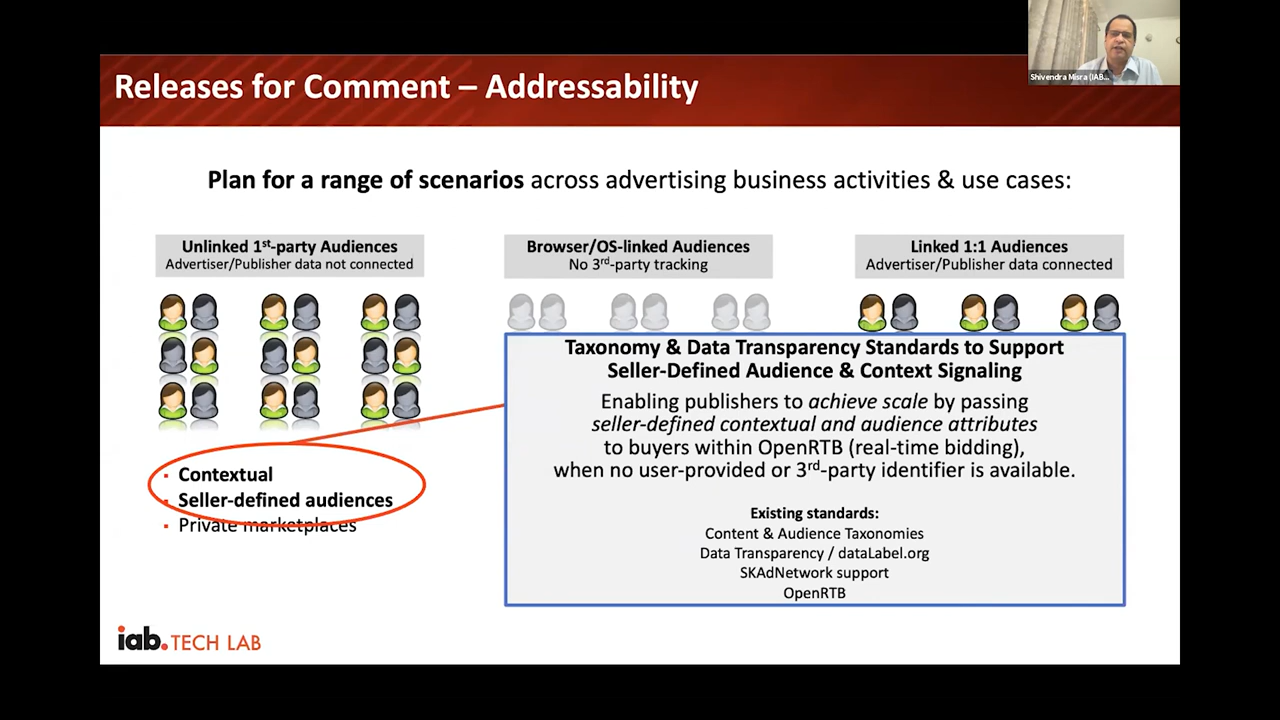 Shivendra Misra (IAB...
Releases for Comment – Addressability
Plan for a range of scenarios across advertising business activities & use cases:
Unlinked 1st-party Audiences
Advertiser/Publisher data not connected
Browser/OS-linked Audiences
No 3rd-party tracking
Linked 1:1 Audiences
Advertiser/Publisher data connected
Taxonomy & Data Transparency Standards to Support
Seller-Defined Audience & Context Signaling
Enabling publishers to achieve scale by passing
seller-defined contextual and audience attributes
to buyers within OpenRTB (real-time bidding),
when no user-provided or 3rd-party identifier is available.
Existing standards:
Content & Audience Taxonomies
Data Transparency / dataLabel.org
SKAdNetwork support
OpenRTB
▪ Contextual
▪ Seller-defined audiences
▪ Private marketplaces
iab.TECH LAB